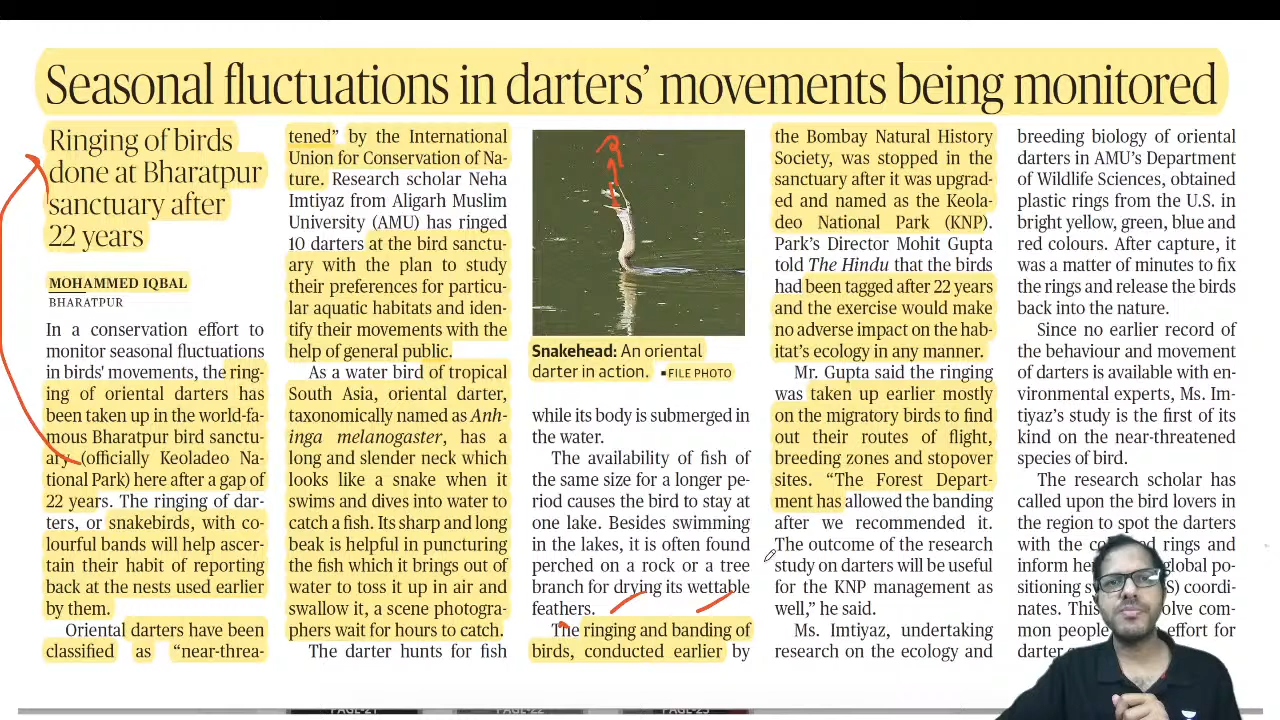 Seasonal fluctuations in darters' movements being monitored
Ringing of birds
done at Bharatpur
sanctuary after
22 years
MOHAMMED IQBAL
BHARATPUR
In a conservation effort to
monitor seasonal fluctuations
in birds' movements, the ring-
ing of oriental darters has
been taken up in the world-fa-
mous Bharatpur bird sanctu-
ary (officially Keoladeo Na-
tional Park) here after a gap of
22 years. The ringing of dar-
ters, or snakebirds, with co-
lourful bands will help ascer-
tain their habit of reporting
back at the nests used earlier
by them.
Oriental darters have been
classified as “near-threa-
tened” by the International
Union for Conservation of Na-
ture. Research scholar Neha
Imtiyaz from Aligarh Muslim
University (AMU) has ringed
10 darters at the bird sanctu-
ary with the plan to study
their preferences for particu-
lar aquatic habitats and iden-
tify their movements with the
help of general public.
As a water bird of tropical
South Asia, oriental darter,
taxonomically named as Anh-
inga melanogaster, has a
long and slender neck which
looks like a snake when it
swims and dives into water to
catch a fish. Its sharp and long
beak is helpful in puncturing
the fish which it brings out of
water to toss it up in air and
swallow it, a scene photogra-
phers wait for hours to catch.
The darter hunts for fish
Snakehead: An oriental
darter in action. ▪FILE PHOTO
while its body is submerged in
the water.
The availability of fish of
the same size for a longer pe-
riod causes the bird to stay at
one lake. Besides swimming
in the lakes, it is often found
perched on a rock or a tree
branch for drying its wettable
feathers.
The ringing and banding of
birds, conducted earlier by
the Bombay Natural History
Society, was stopped in the
sanctuary after it was upgrad-
ed and named as the Keola-
deo National Park (KNP).
Park's Director Mohit Gupta
told The Hindu that the birds
had been tagged after 22 years
and the exercise would make
no adverse impact on the hab-
itat's ecology in any manner.
Mr. Gupta said the ringing
was taken up earlier mostly
on the migratory birds to find
out their routes of flight,
breeding zones and stopover
sites. “The Forest Depart-
ment has allowed the banding
after we recommended it.
The outcome of the research
study on darters will be useful
for the KNP management as
well,” he said.
Ms. Imtiyaz, undertaking
research on the ecology and
breeding biology of oriental
darters in AMU's Department
of Wildlife Sciences, obtained
plastic rings from the U.S. in
bright yellow, green, blue and
red colours. After capture, it
was a matter of minutes to fix
the rings and release the birds
back into the nature.
Since no earlier record of
the behaviour and movement
of darters is available with en-
vironmental experts, Ms. Im-
tiyaz's study is the first of its
kind on the near-threatened
species of bird.
The research scholar has
called upon the bird lovers in
the region to spot the darters
with the rings and
inform global po-
sitioning coordi-
nates. com-
mon people effort for
PAGE-21 PAGE-22 PAGE-23